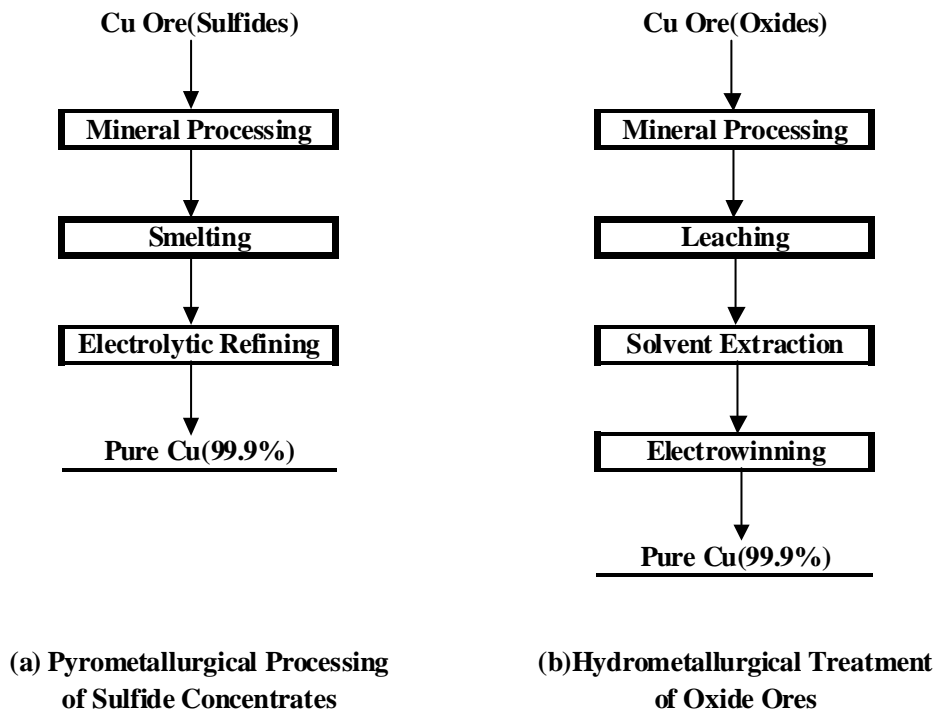 Cu Ore(Sulfides)
Mineral Processing
Smelting
Electrolytic Refining
Pure Cu(99.9%)
(a) Pyrometallurgical Processing
of Sulfide Concentrates
Cu Ore(Oxides)
Mineral Processing
Leaching
Solvent Extraction
Electrowinning
Pure Cu(99.9%)
(b)Hydrometallurgical Treatment
of Oxide Ores